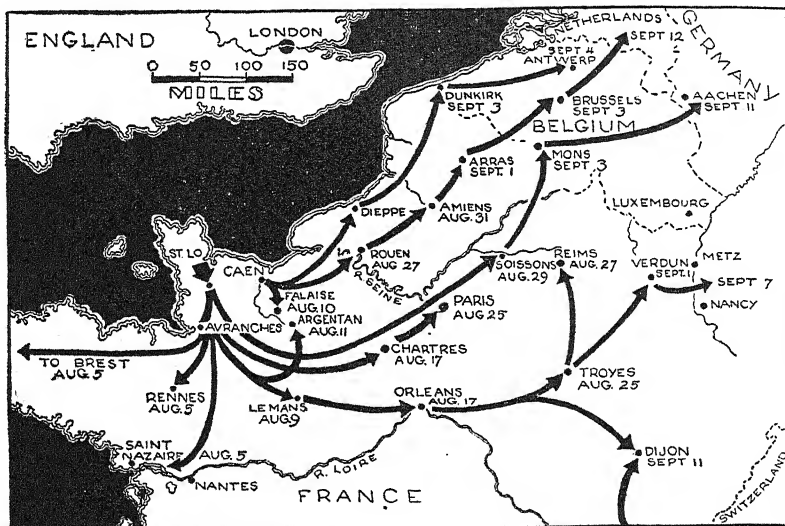 ENGLAND
LONDON
0 50 100 150
MILES
NETHERLANDS
GERMANY
SEPT 12
SEPT 4
ANTWERP
DUNKIRK
SEPT 3
BRUSSELS
SEPT 3
AACHEN
SEPT 11
BELGIUM
ARRAS
SEPT. 1
MONS
SEPT 3
DIEPPE
AMIENS
AUG. 31
LUXEMBOURG
ST. LO
CAEN
ROUEN
AUG 27
R. SEINE
SOISSONS
AUG. 29
REIMS
AUG. 27
VERDUN
SEPT. 1
METZ
SEPT 7
NANCY
FALAISE
AUG. 10
ARGENTAN
AUG. 11
PARIS
AUG 25
AVRANCHES
CHARTRES
AUG. 17
TO BREST
AUG. 5
RENNES
AUG. 5
LE MANS
AUG. 9
ORLEANS
AUG. 17
TROYES
AUG. 25
SAINT
NAZAIRE
AUG. 5
NANTES
R. LOIRE
FRANCE
DIJON
SEPT 11
SWITZERLAND